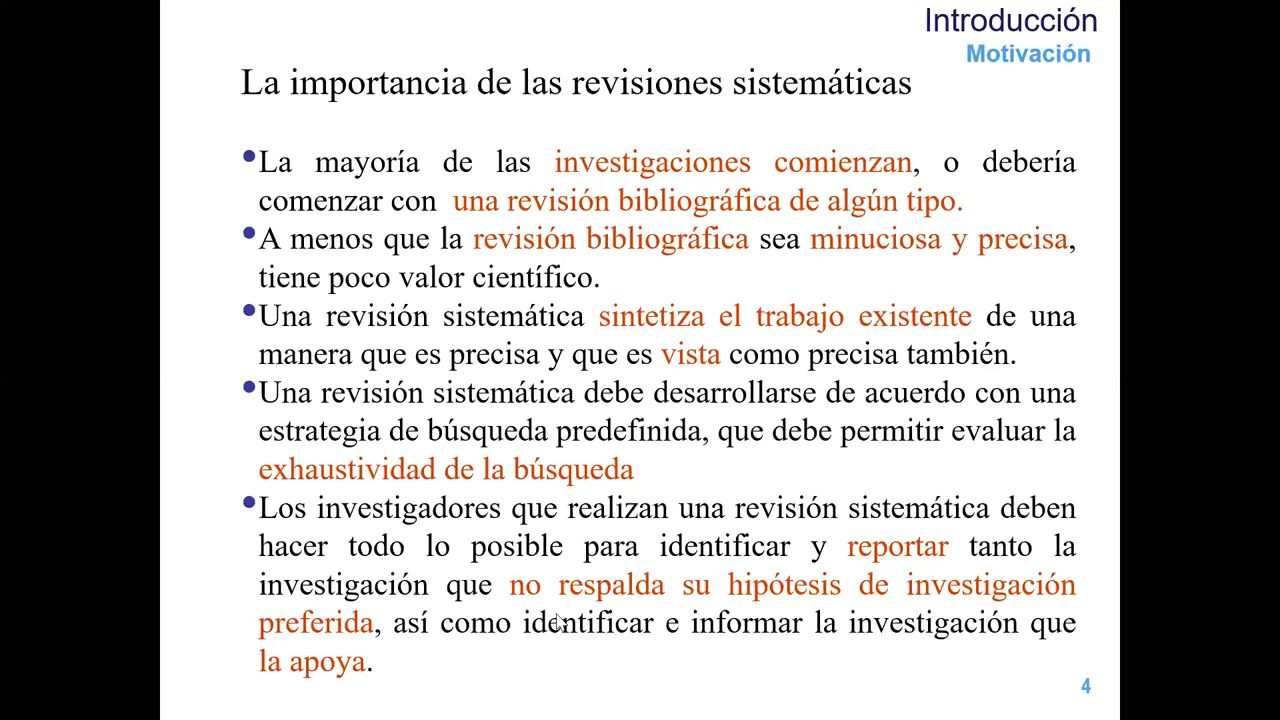 Introducción
Motivación
La importancia de las revisiones sistemáticas
•La mayoría de las investigaciones comienzan, o debería
comenzar con una revisión bibliográfica de algún tipo.
•A menos que la revisión bibliográfica sea minuciosa y precisa,
tiene poco valor científico.
•Una revisión sistemática sintetiza el trabajo existente de una
manera que es precisa y que es vista como precisa también.
•Una revisión sistemática debe desarrollarse de acuerdo con una
estrategia de búsqueda predefinida, que debe permitir evaluar la
exhaustividad de la búsqueda
•Los investigadores que realizan una revisión sistemática deben
hacer todo lo posible para identificar y reportar tanto la
investigación que no respalda su hipótesis de investigación
preferida, así como identificar e informar la investigación que
la apoya.
4